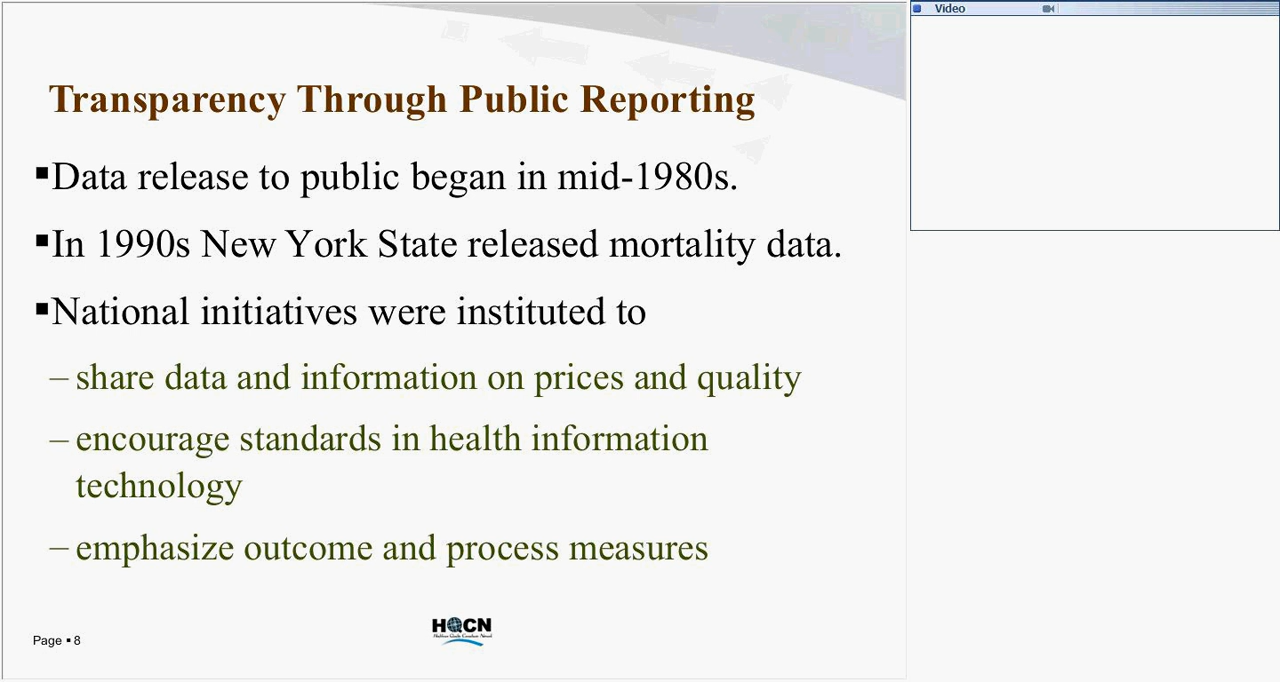 Video
Transparency Through Public Reporting
▪Data release to public began in mid-1980s.
▪In 1990s New York State released mortality data.
▪National initiatives were instituted to
– share data and information on prices and quality
– encourage standards in health information
technology
– emphasize outcome and process measures
Page ▪ 8
HQCN